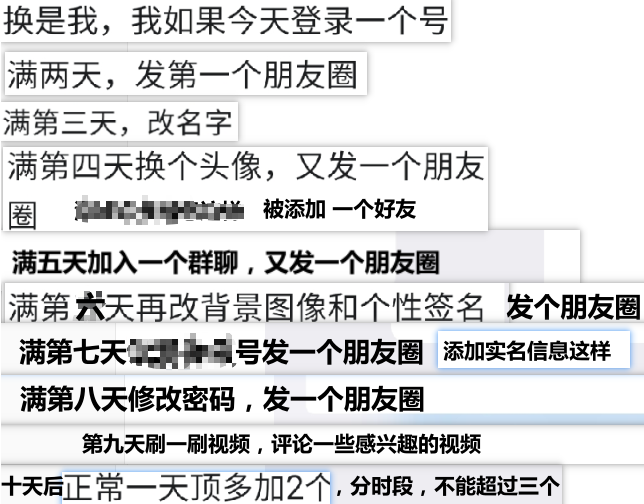 换是我，我如果今天登录一个号
满两天，发第一个朋友圈
满第三天，改名字
满第四天换个头像，又发一个朋友
圈 被添加 一个好友
满五天加入一个群聊，又发一个朋友圈
满第六天再改背景图像和个性签名 发个朋友圈
满第七天 号发一个朋友圈 添加实名信息这样
满第八天修改密码，发一个朋友圈
第九天刷一刷视频，评论一些感兴趣的视频
十天后正常一天顶多加2个，分时段，不能超过三个